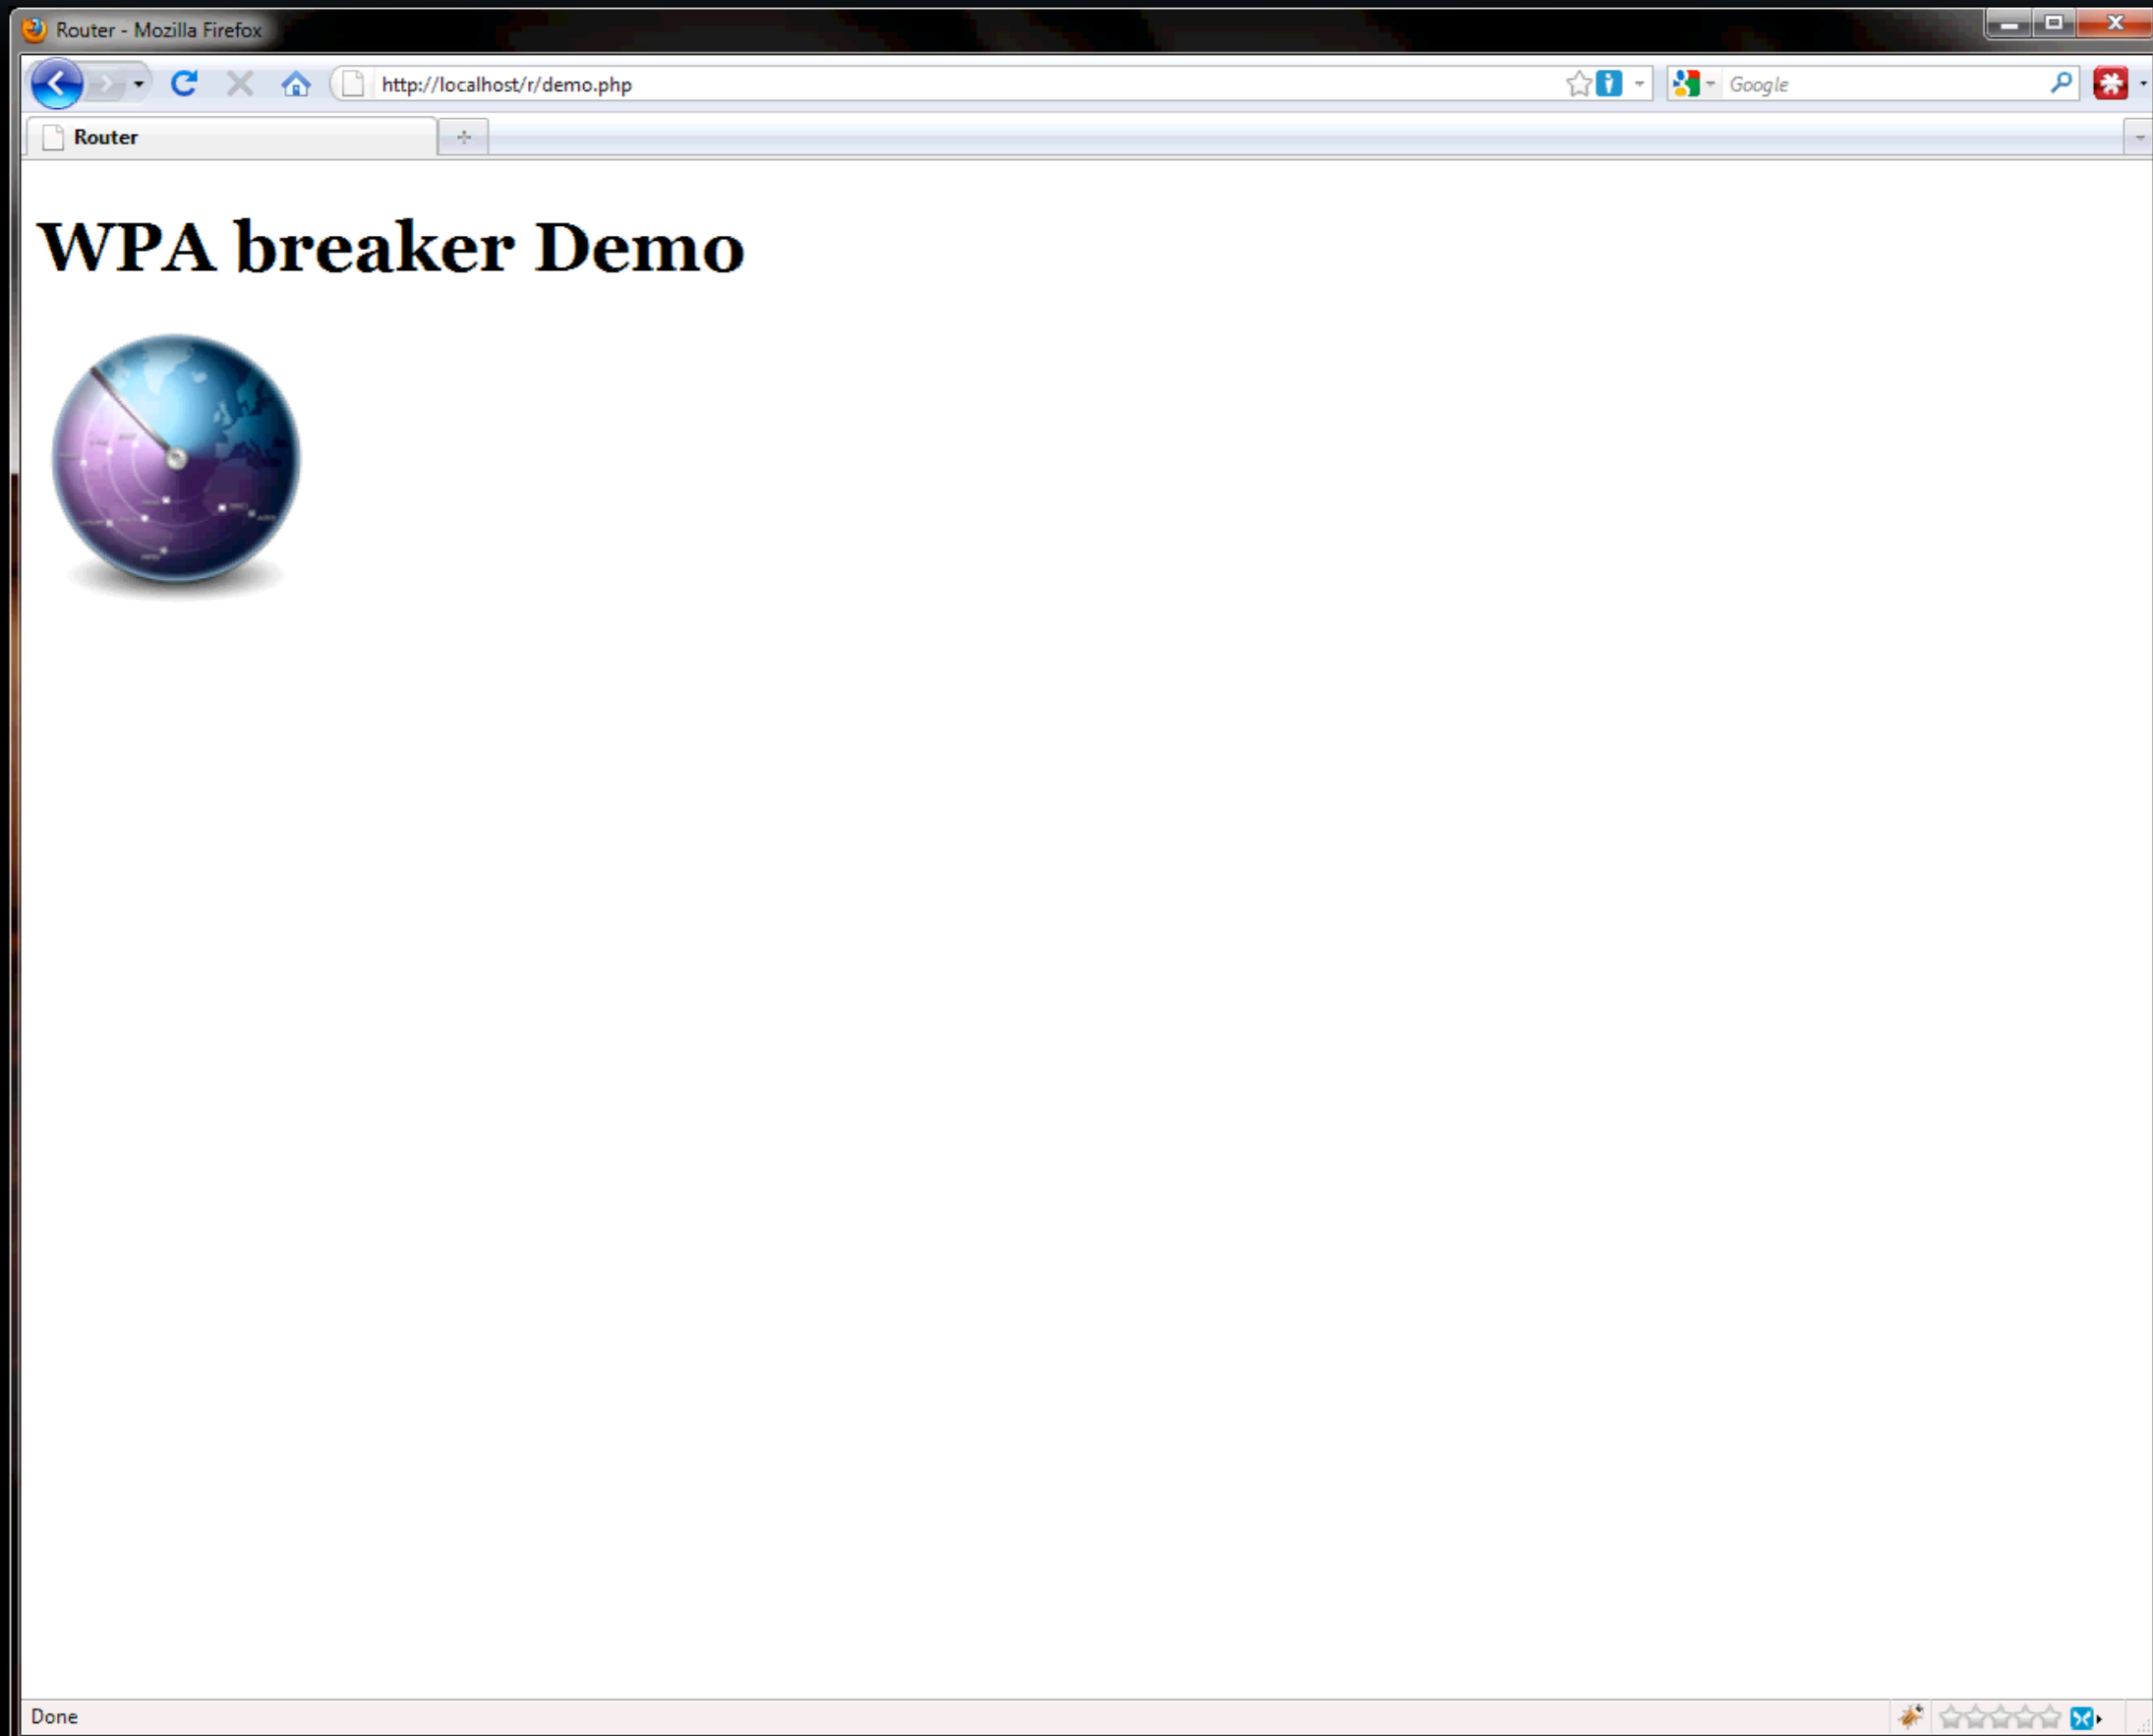 Router - Mozilla Firefox
http://localhost/r/demo.php
Google
Router
WPA breaker Demo
Done